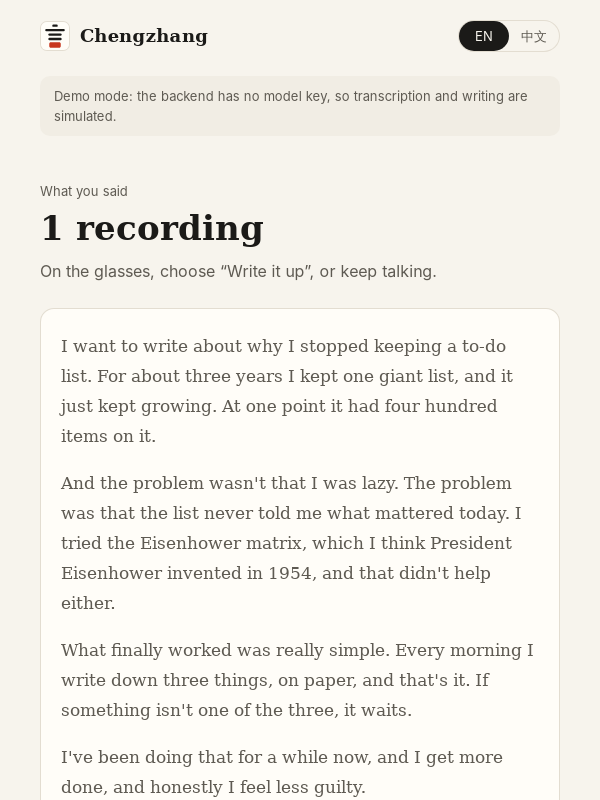 Chengzhang
EN 中文
Demo mode: the backend has no model key, so transcription and writing are
simulated.
What you said
1 recording
On the glasses, choose “Write it up”, or keep talking.
I want to write about why I stopped keeping a to-do
list. For about three years I kept one giant list, and it
just kept growing. At one point it had four hundred
items on it.
And the problem wasn't that I was lazy. The problem
was that the list never told me what mattered today. I
tried the Eisenhower matrix, which I think President
Eisenhower invented in 1954, and that didn't help
either.
What finally worked was really simple. Every morning I
write down three things, on paper, and that's it. If
something isn't one of the three, it waits.
I've been doing that for a while now, and I get more
done, and honestly I feel less guilty.